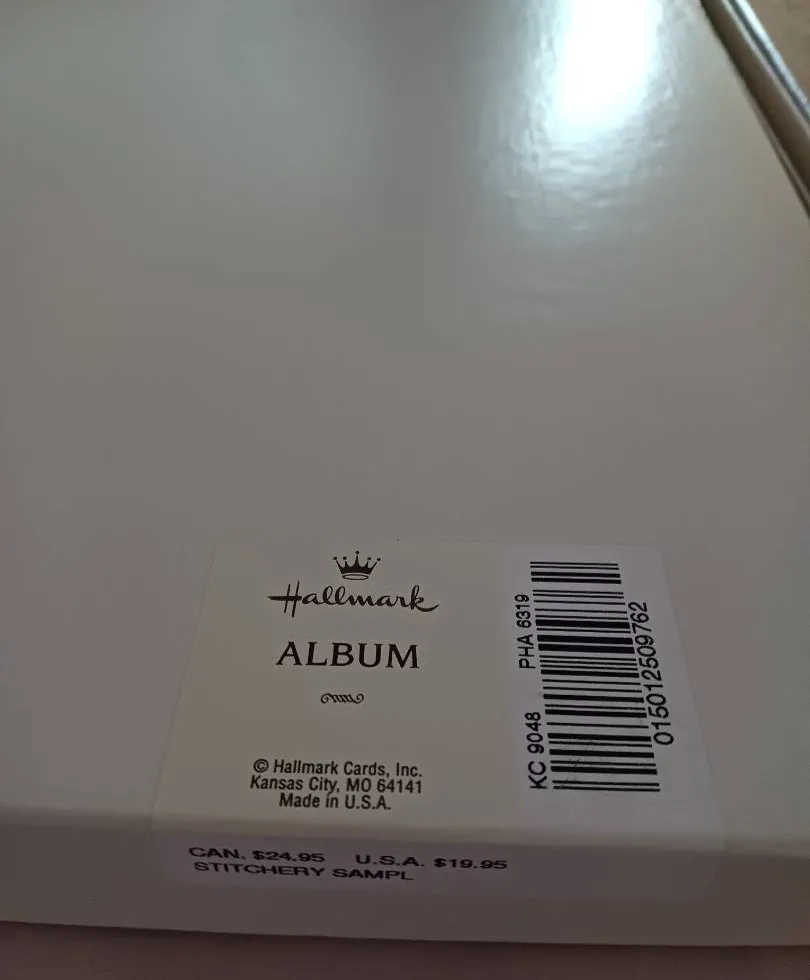 Hallmark
ALBUM
© Hallmark Cards, Inc.
Kansas City, MO 64141
Made in U.S.A.
KC 9048 PHA 6319
015012509762
CAN. $24.95 U.S.A. $19.95
STITCHERY SAMPL